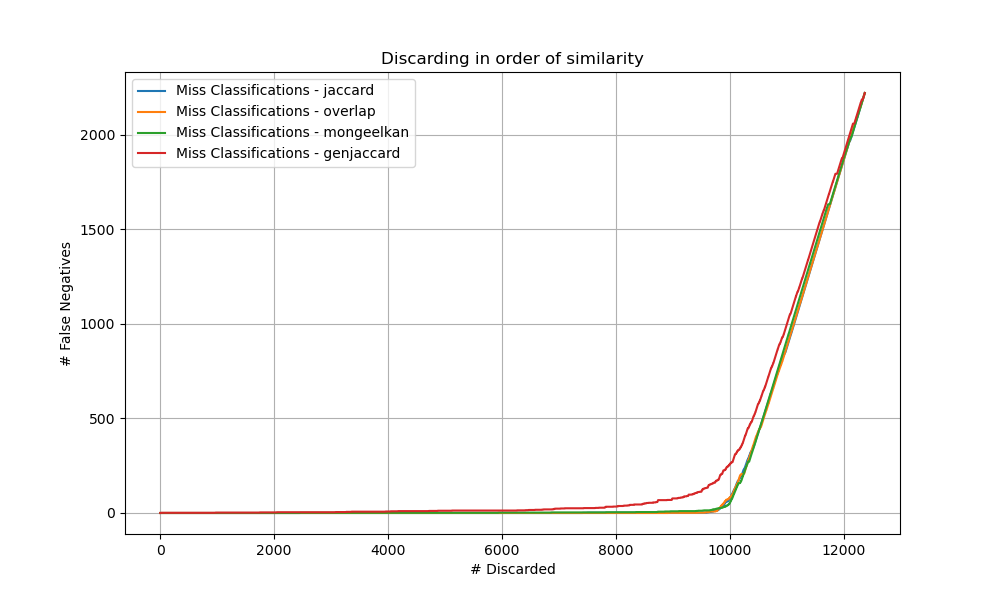 Discarding in order of similarity
Miss Classifications - jaccard
Miss Classifications - overlap
Miss Classifications - mongeelkan
Miss Classifications - genjaccard
# False Negatives
2000
1500
1000
500
0
0 2000 4000 6000 8000 10000 12000
# Discarded